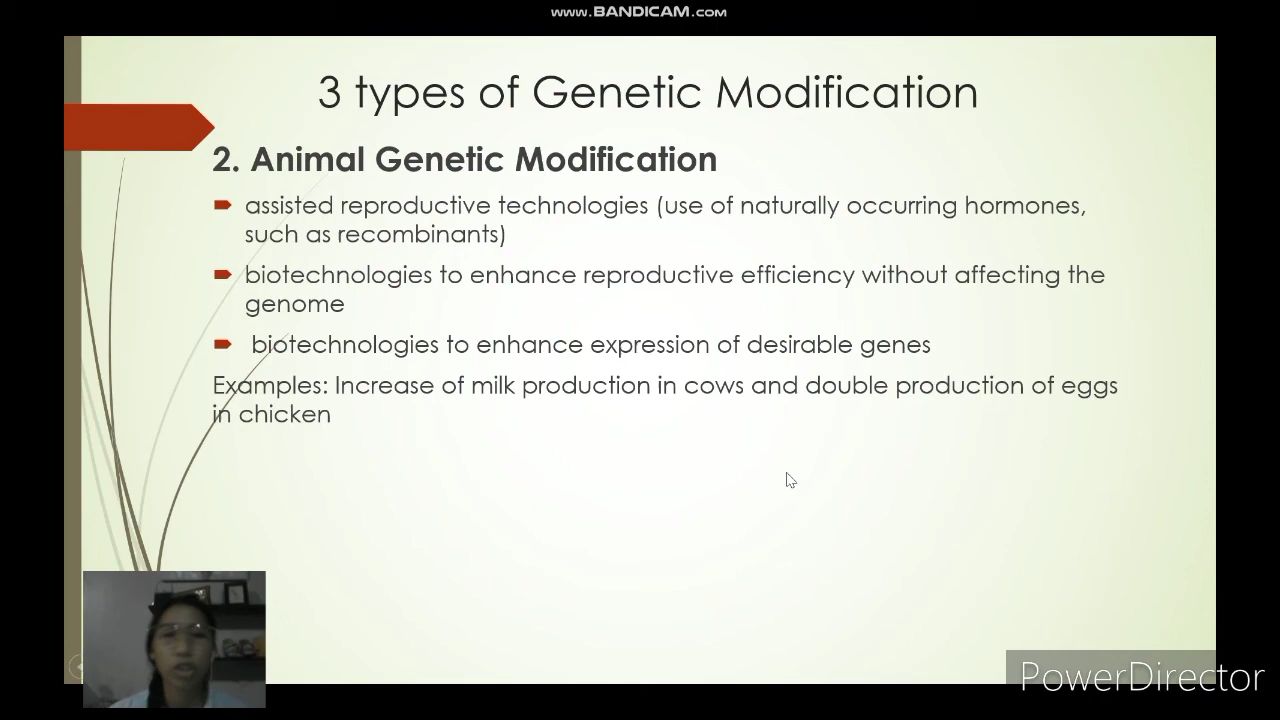 www.BANDICAM.com
3 types of Genetic Modification
2. Animal Genetic Modification
assisted reproductive technologies (use of naturally occurring hormones,
such as recombinants)
biotechnologies to enhance reproductive efficiency without affecting the
genome
biotechnologies to enhance expression of desirable genes
Examples: Increase of milk production in cows and double production of eggs
in chicken
PowerDirector